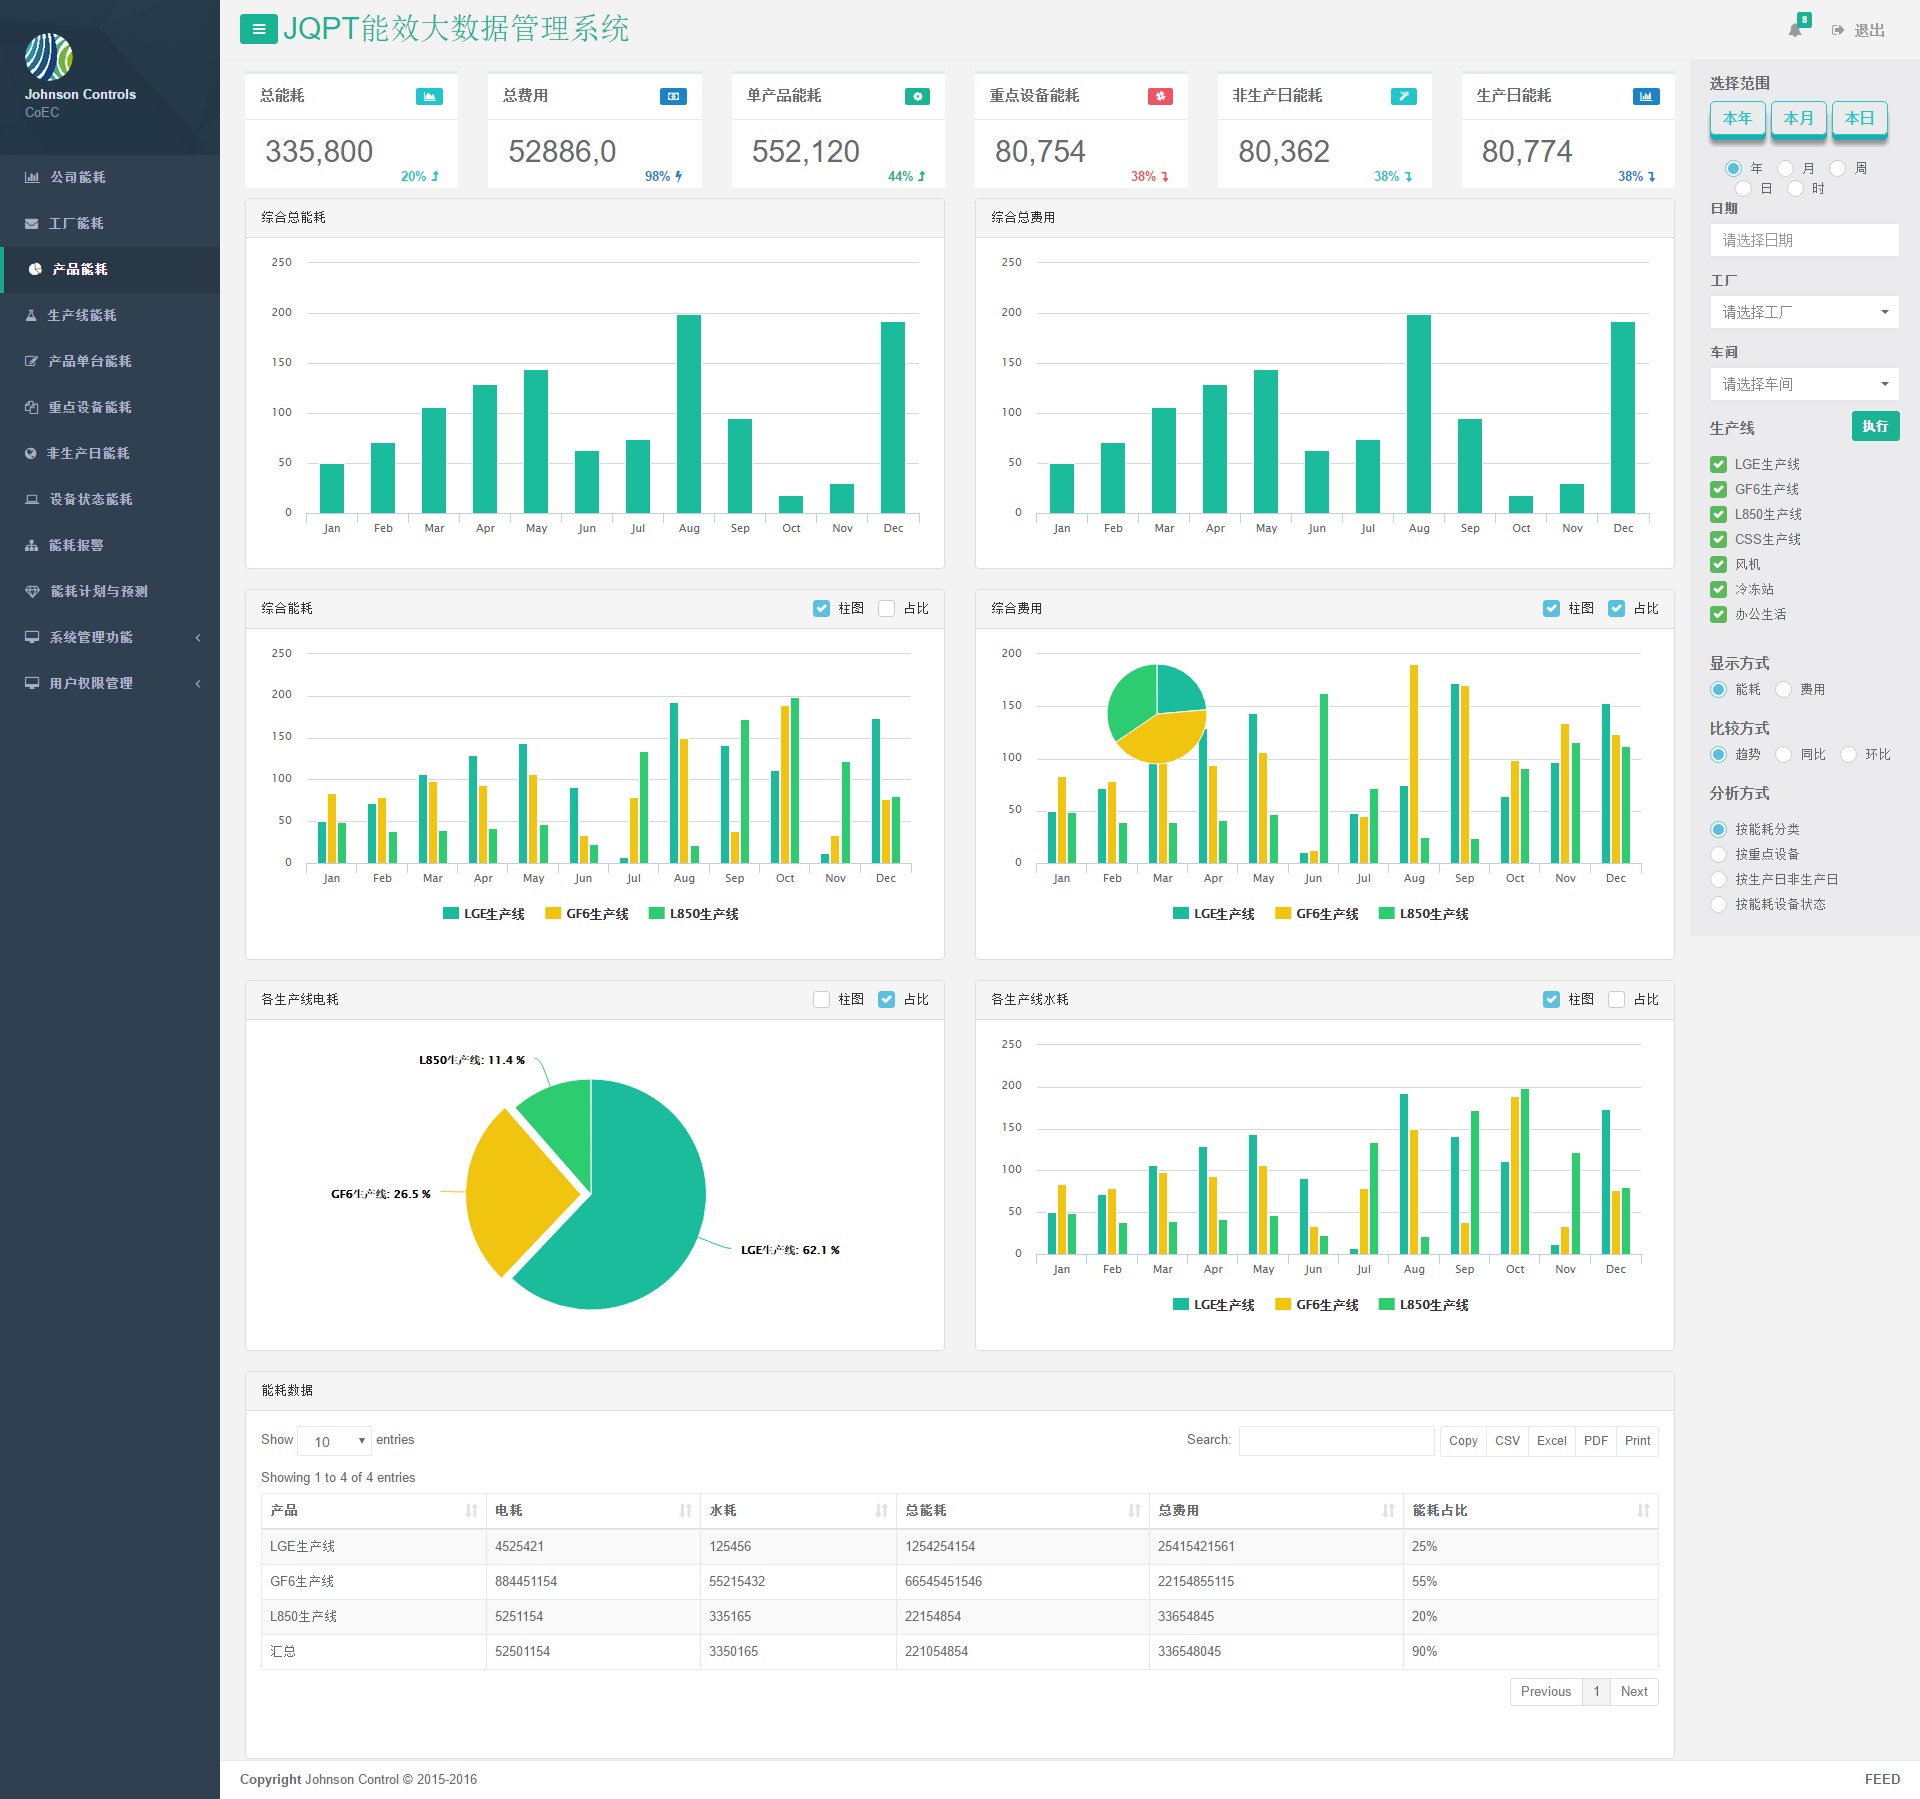 JQPT能效大数据管理系统
8
退出
Johnson Controls
CoEC
公司能耗
工厂能耗
产品能耗
生产线能耗
产品单台能耗
重点设备能耗
非生产日能耗
设备状态能耗
能耗报警
能耗计划与预测
系统管理功能
用户权限管理
总能耗
335,800
20%
总费用
52886,0
98%
单产品能耗
552,120
44%
重点设备能耗
80,754
38%
非生产日能耗
80,362
38%
生产日能耗
80,774
38%
综合总能耗
250
200
150
100
50
0
Jan Feb Mar Apr May Jun Jul Aug Sep Oct Nov Dec
综合总费用
250
200
150
100
50
0
Jan Feb Mar Apr May Jun Jul Aug Sep Oct Nov Dec
综合能耗 柱图 占比
250
200
150
100
50
0
Jan Feb Mar Apr May Jun Jul Aug Sep Oct Nov Dec
LGE生产线 GF6生产线 L850生产线
综合费用 柱图 占比
200
150
100
50
0
Jan Feb Mar Apr May Jun Jul Aug Sep Oct Nov Dec
LGE生产线 GF6生产线 L850生产线
各生产线电耗 柱图 占比
L850生产线: 11.4 %
GF6生产线: 26.5 %
LGE生产线: 62.1 %
各生产线水耗 柱图 占比
250
200
150
100
50
0
Jan Feb Mar Apr May Jun Jul Aug Sep Oct Nov Dec
LGE生产线 GF6生产线 L850生产线
能耗数据
Show 10 entries
Search: Copy CSV Excel PDF Print
Showing 1 to 4 of 4 entries
产品 电耗 水耗 总能耗 总费用 能耗占比
LGE生产线 4525421 125456 1254254154 25415421561 25%
GF6生产线 884451154 55215432 66545451546 22154855115 55%
L850生产线 5251154 335165 22154854 33654845 20%
汇总 52501154 3350165 221054854 336548045 90%
Previous 1 Next
选择范围
本年 本月 本日
年 月 周
日 时
日期
请选择日期
工厂
请选择工厂
车间
请选择车间
生产线 执行
LGE生产线
GF6生产线
L850生产线
CSS生产线
风机
冷冻站
办公生活
显示方式
能耗 费用
比较方式
趋势 同比 环比
分析方式
按能耗分类
按重点设备
按生产日非生产日
按能耗设备状态
Copyright Johnson Control © 2015-2016
FEED